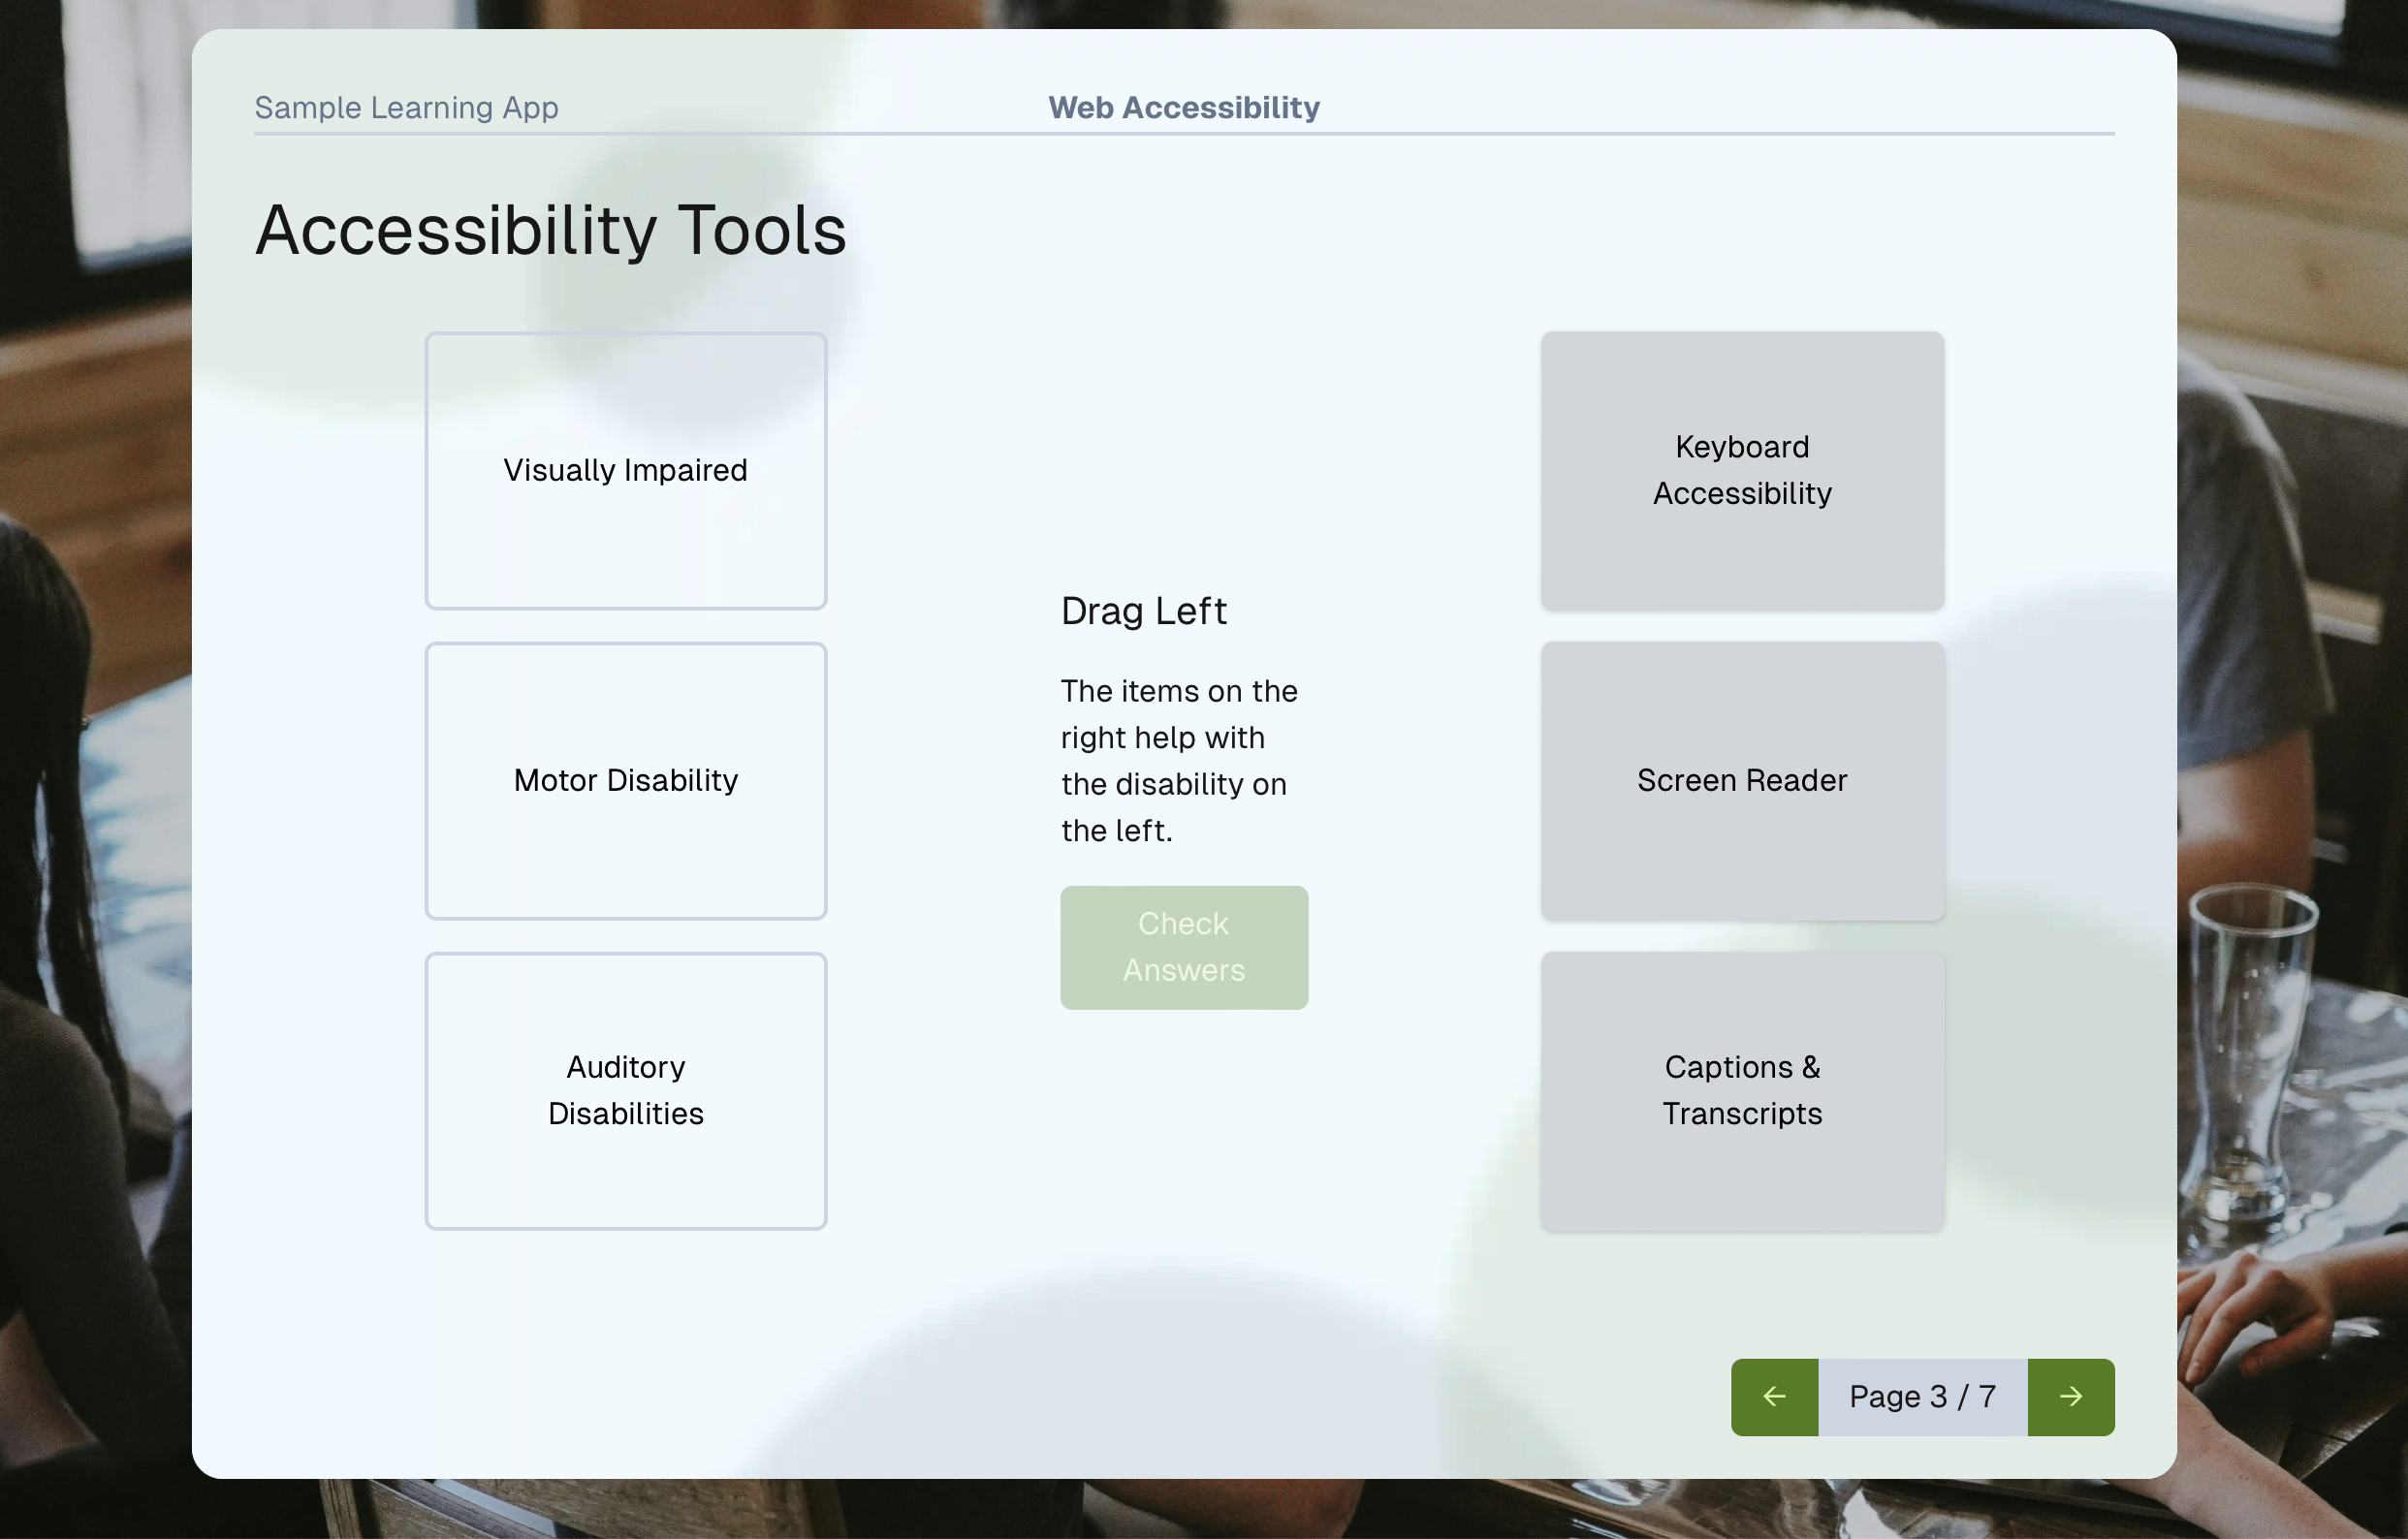 Sample Learning App
Web Accessibility
Accessibility Tools
Visually Impaired
Motor Disability
Auditory
Disabilities
Drag Left
The items on the
right help with
the disability on
the left.
Check
Answers
Keyboard
Accessibility
Screen Reader
Captions &
Transcripts
← Page 3 / 7 →